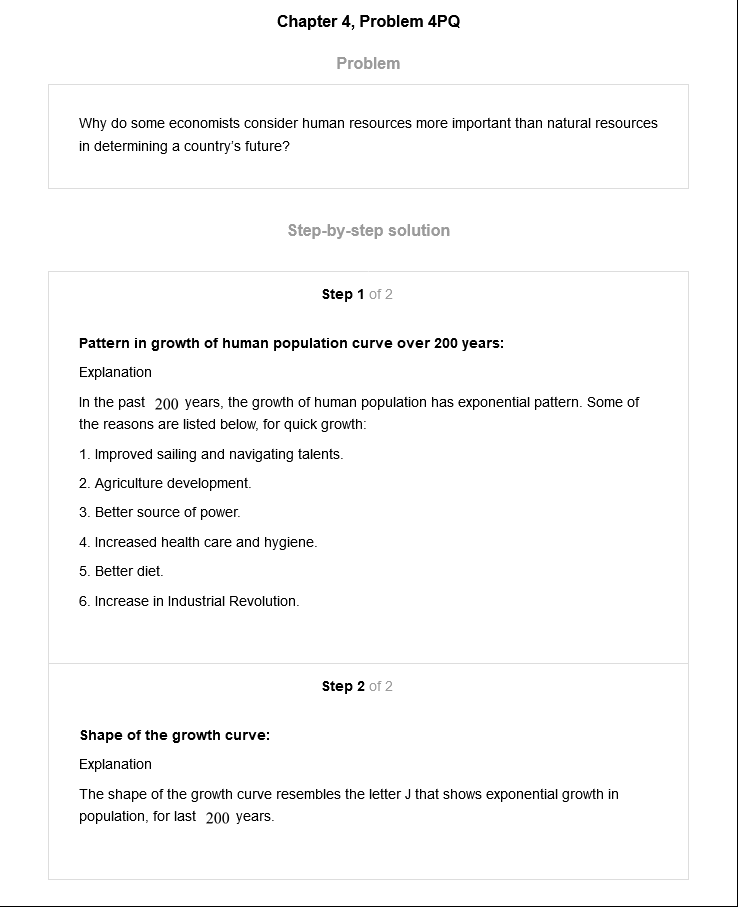 Chapter 4, Problem 4PQ
Problem
Why do some economists consider human resources more important than natural resources
in determining a country's future?
Step-by-step solution
Step 1 of 2
Pattern in growth of human population curve over 200 years:
Explanation
In the past 200 years, the growth of human population has exponential pattern. Some of
the reasons are listed below, for quick growth:
1. Improved sailing and navigating talents.
2. Agriculture development.
3. Better source of power.
4. Increased health care and hygiene.
5. Better diet.
6. Increase in Industrial Revolution.
Step 2 of 2
Shape of the growth curve:
Explanation
The shape of the growth curve resembles the letter J that shows exponential growth in
population, for last 200 years.